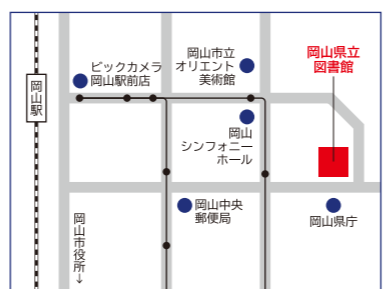 ビックカメラ
岡山駅前店
岡山市立
オリエント
美術館
岡山県立
図書館
岡山駅
岡山
シンフォニー
ホール
岡山中央
郵便局
岡山県庁
岡山市役所→